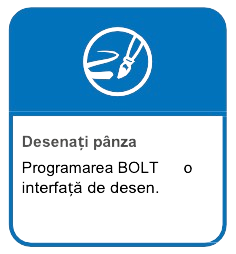 Desenați pânza
Programarea BOLT o
interfață de desen.